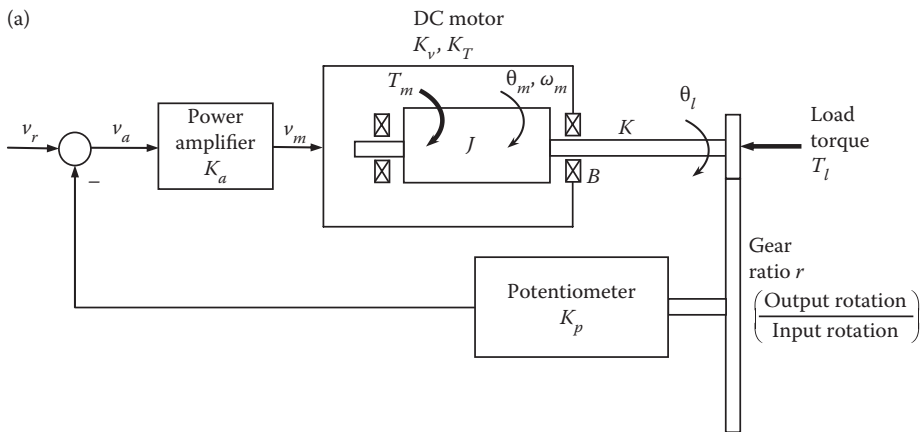 (a)
DC motor
K_v, K_T
T_m
θ_m, ω_m
θ_l
Power
amplifier
K_a
v_r
v_a
v_m
J
K
B
Load
torque
T_l
−
Potentiometer
K_p
Gear
ratio r
(Output rotation
Input rotation)